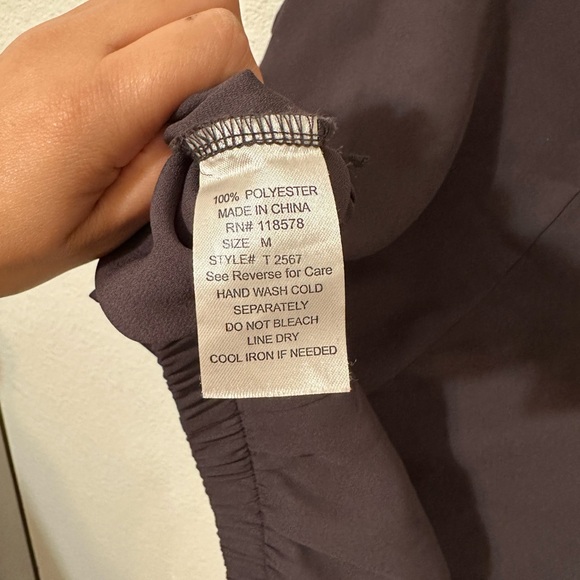 100% POLYESTER
MADE IN CHINA
RN# 118578
SIZE M
STYLE# T 2567
See Reverse for Care
HAND WASH COLD
SEPARATELY
DO NOT BLEACH
LINE DRY
COOL IRON IF NEEDED